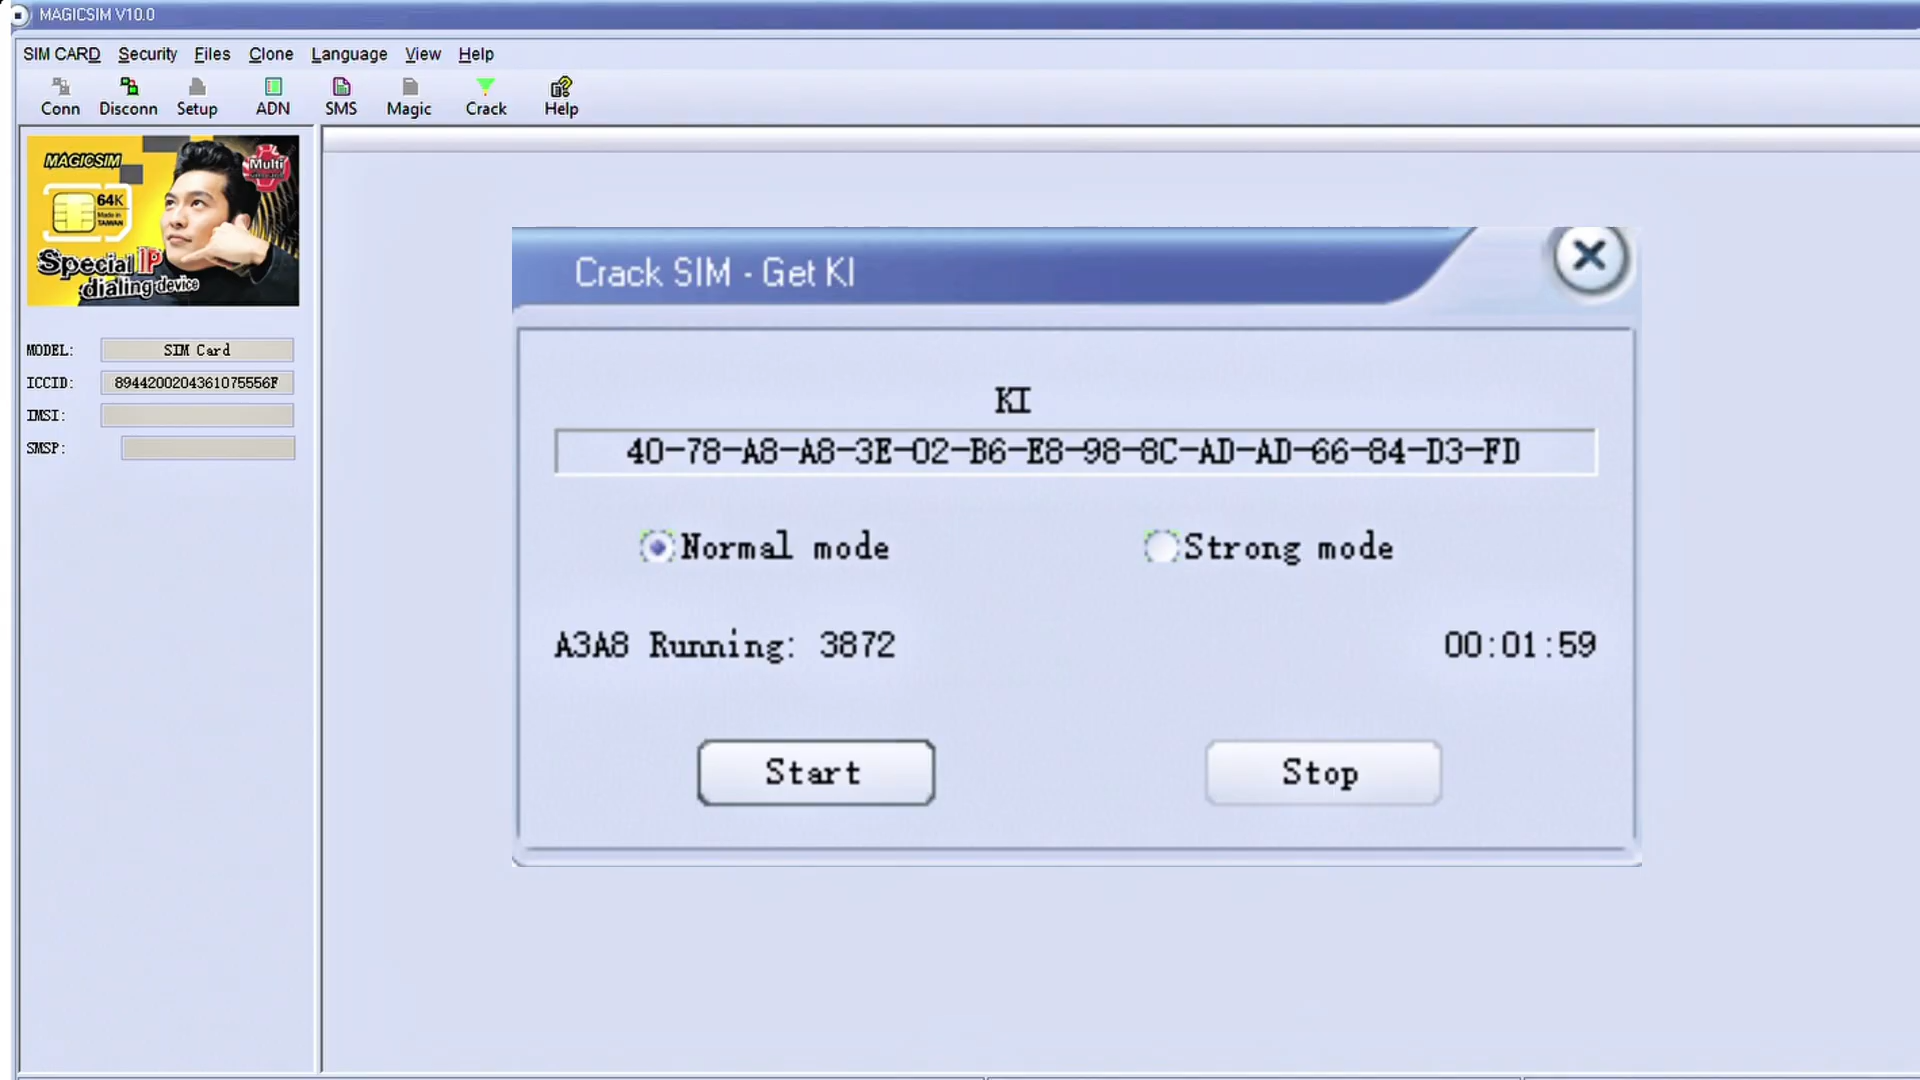 MAGICSIM V10.0
SIM CARD Security Files Clone Language View Help
Conn Disconn Setup ADN SMS Magic Crack Help
MAGICSIM
Multi
64K
Made in
TAIWAN
Special IP
dialing device
MODEL: SIM Card
ICCID: 8944200204361075556F
IMSI:
SMSP:
Crack SIM - Get KI
KI
40-78-A8-A8-3E-02-B6-E8-98-8C-AD-AD-66-84-D3-FD
Normal mode Strong mode
A3A8 Running: 3872 00:01:59
Start Stop